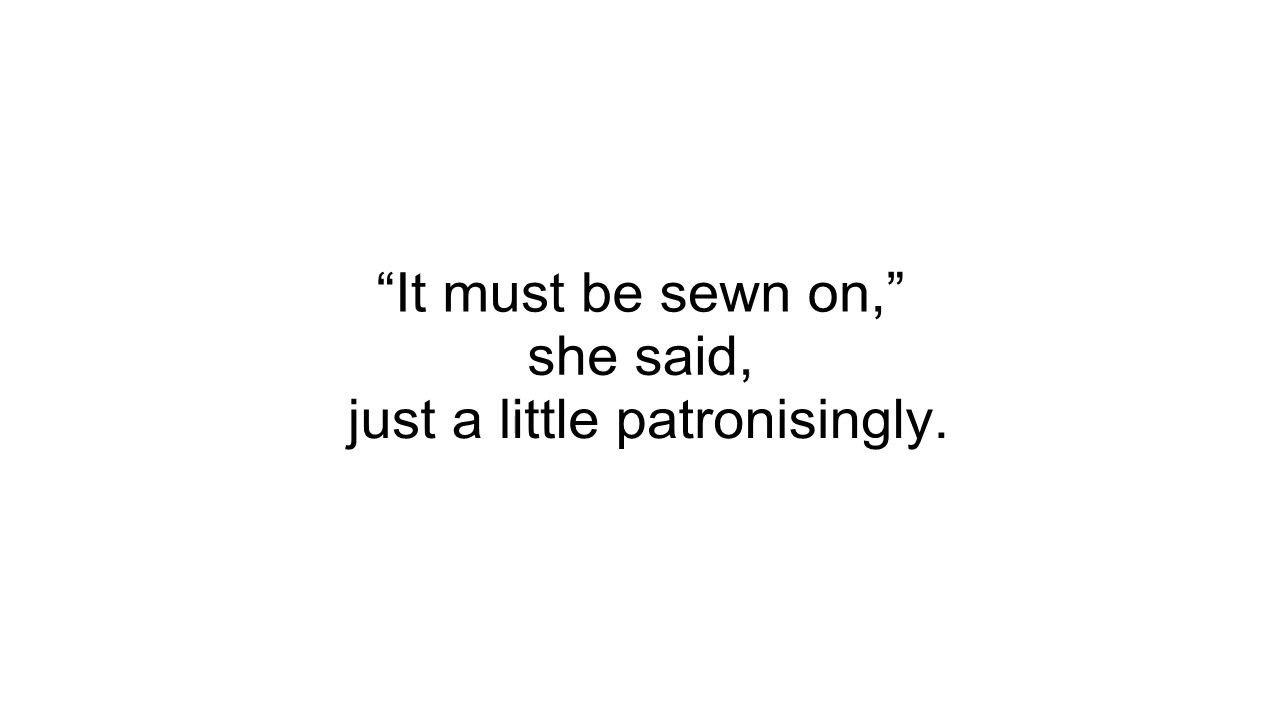 “It must be sewn on,”
she said,
just a little patronisingly.